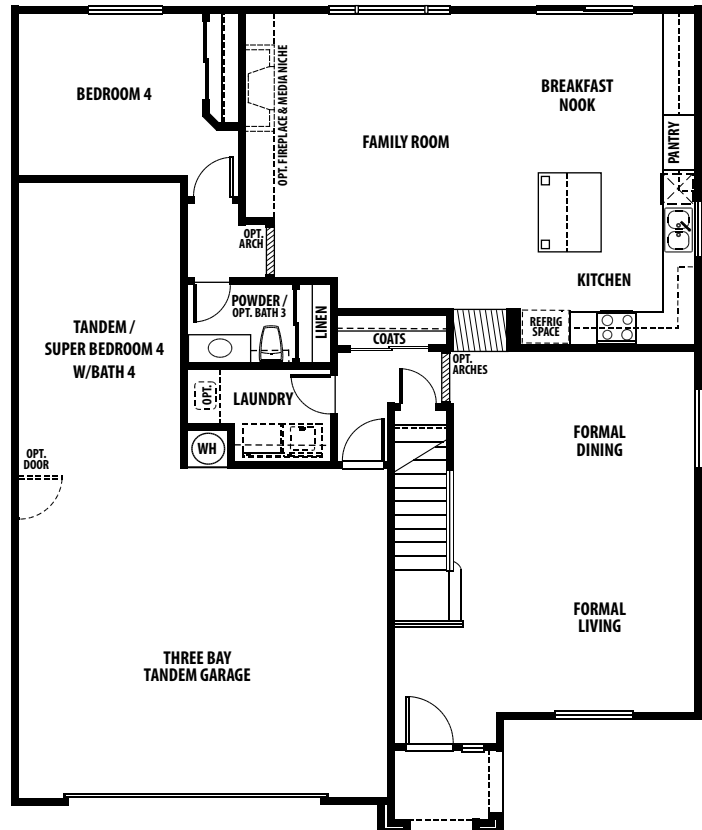 BEDROOM 4
OPT. FIREPLACE & MEDIA NICHE
FAMILY ROOM
BREAKFAST
NOOK
PANTRY
KITCHEN
REFRIG
SPACE
OPT.
ARCH
POWDER /
OPT. BATH 3
LINEN
COATS
OPT.
ARCHES
TANDEM /
SUPER BEDROOM 4
W/BATH 4
OPT.
LAUNDRY
WH
OPT.
DOOR
FORMAL
DINING
FORMAL
LIVING
THREE BAY
TANDEM GARAGE